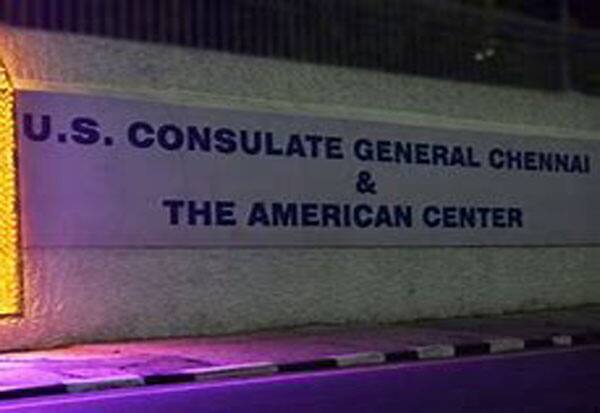 U.S. CONSULATE GENERAL CHENNAI
&
THE AMERICAN CENTER